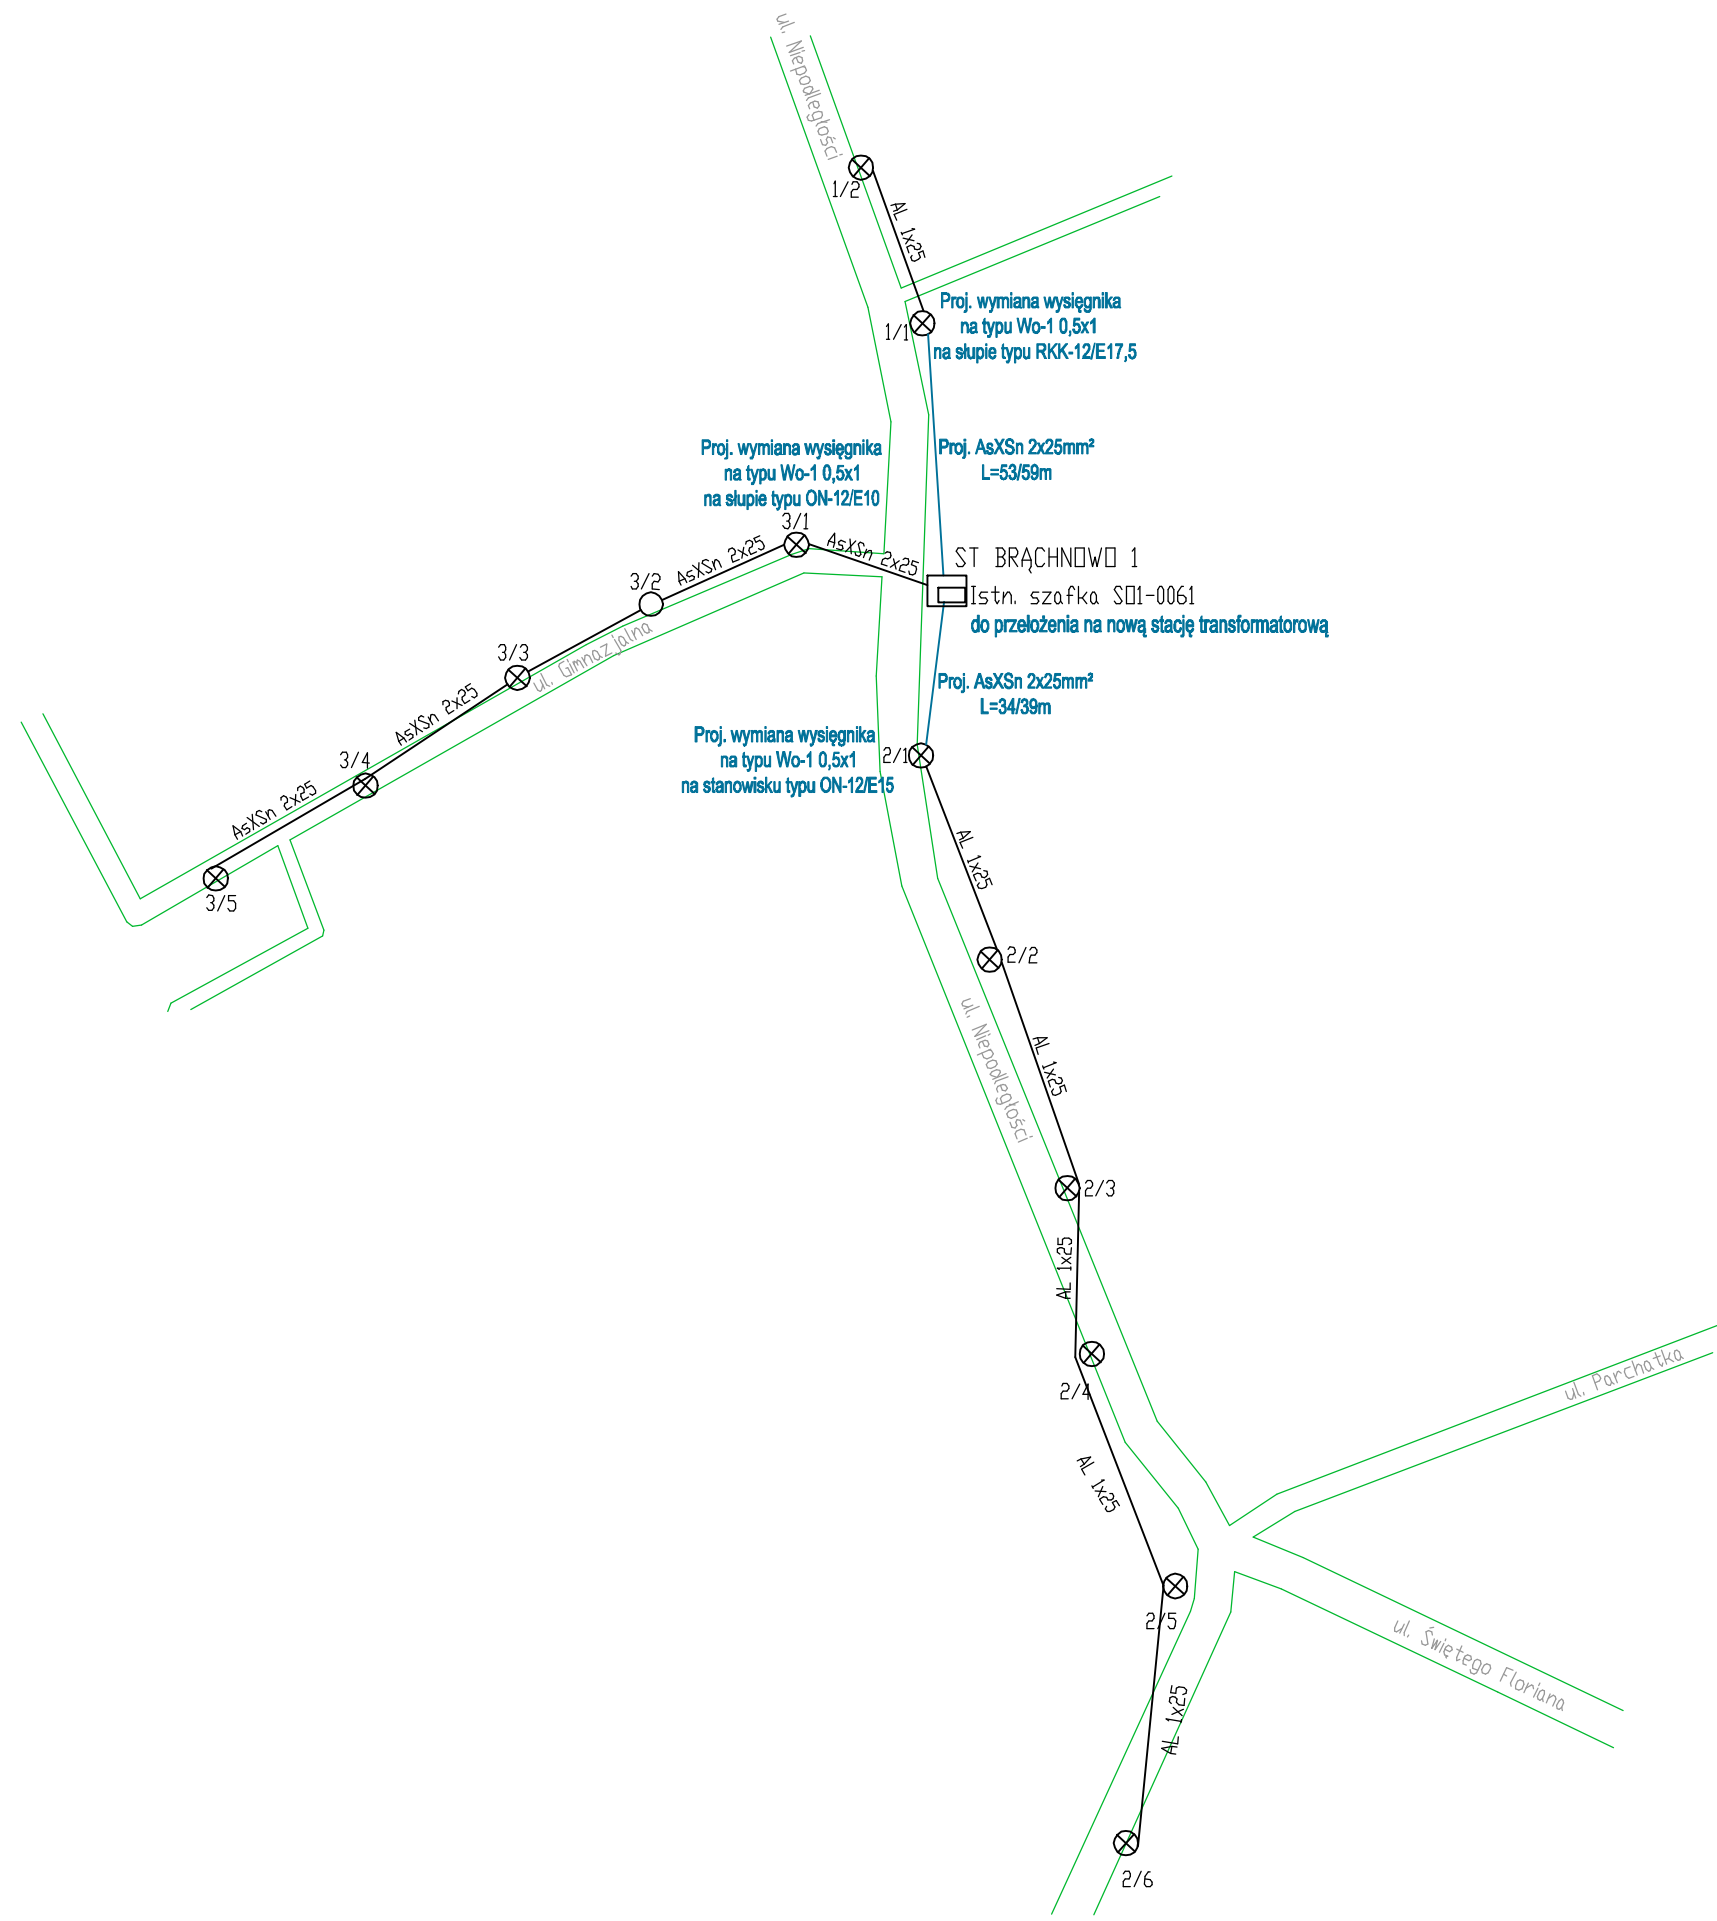 ul. Niepodległości
1/2
AL 1x25
Proj. wymiana wysięgnika
na typu Wo-1 0,5x1
na słupie typu RKK-12/E17,5
1/1
Proj. wymiana wysięgnika
na typu Wo-1 0,5x1
na słupie typu ON-12/E10
Proj. AsXSn 2x25mm²
L=53/59m
3/1
AsXSn 2x25
AsXSn 2x25
ST BRĄCHNOWO 1
Istn. szafka SO1-0061
do przełożenia na nową stację transformatorową
3/2
ul. Gimnazjalna
3/3
AsXSn 2x25
Proj. AsXSn 2x25mm²
L=34/39m
Proj. wymiana wysięgnika
na typu Wo-1 0,5x1
na stanowisku typu ON-12/E15
2/1
3/4
AsXSn 2x25
3/5
AL 1x25
2/2
ul. Niepodległości
AL 1x25
2/3
AL 1x25
2/4
ul. Parchatka
AL 1x25
2/5
ul. Świętego Floriana
AL 1x25
2/6